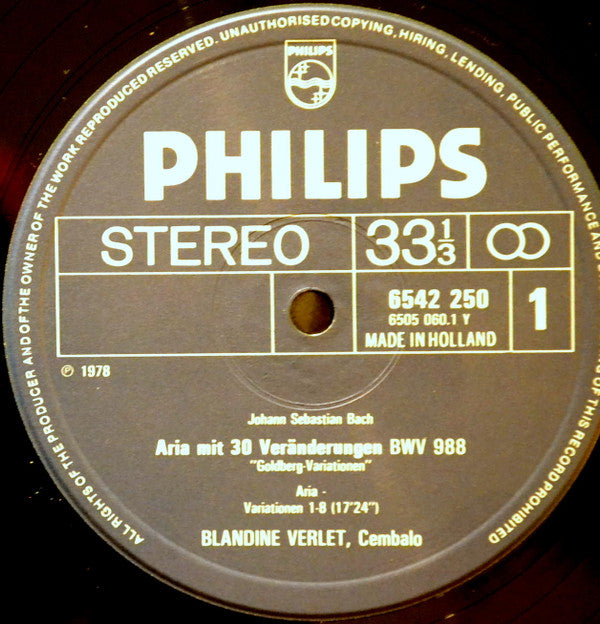 ALL RIGHTS OF THE PRODUCER AND OF THE OWNER OF THE WORK REPRODUCED RESERVED. UNAUTHORISED COPYING, HIRING, LENDING, PUBLIC PERFORMANCE AND
OF THIS RECORD PROHIBITED
PHILIPS
PHILIPS
STEREO 33 1/3
6542 250 1
6505 060.1 Y
MADE IN HOLLAND
℗ 1978
Johann Sebastian Bach
Aria mit 30 Veränderungen BWV 988
"Goldberg-Variationen"
Aria -
Variationen 1-8 (17'24")
BLANDINE VERLET, Cembalo